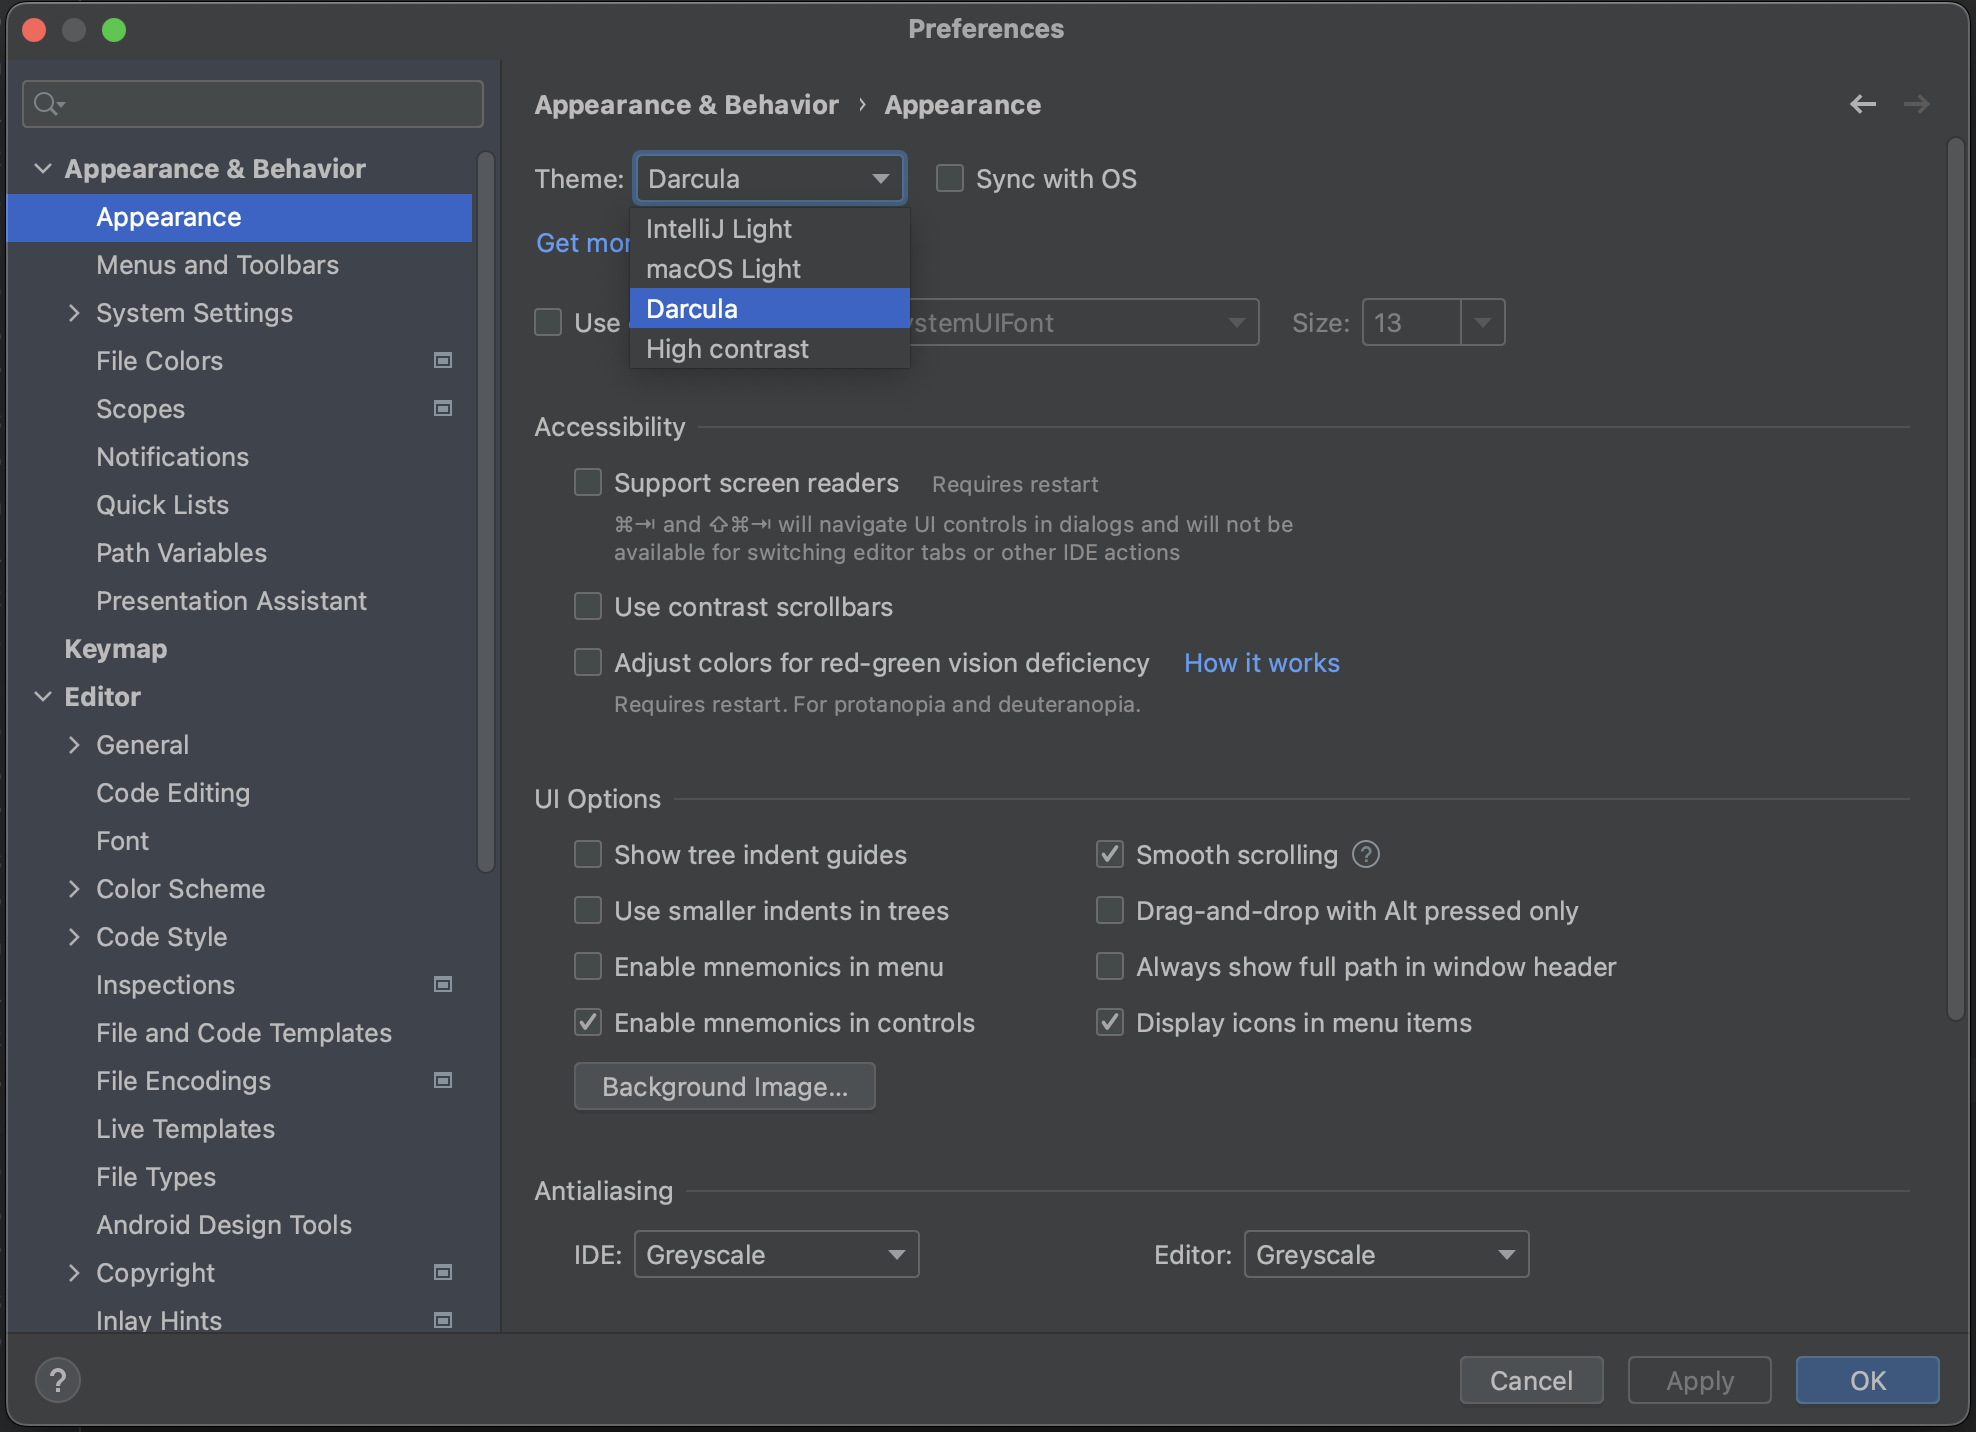 Preferences
Appearance & Behavior
Appearance
Menus and Toolbars
System Settings
File Colors
Scopes
Notifications
Quick Lists
Path Variables
Presentation Assistant
Keymap
Editor
General
Code Editing
Font
Color Scheme
Code Style
Inspections
File and Code Templates
File Encodings
Live Templates
File Types
Android Design Tools
Copyright
Inlay Hints
Appearance & Behavior › Appearance
Theme: Darcula Sync with OS
IntelliJ Light
Get
macOS Light
Darcula
Use Size: 13
High contrast
Accessibility
Support screen readers Requires restart
⌘⇥ and ⇧⌘⇥ will navigate UI controls in dialogs and will not be
available for switching editor tabs or other IDE actions
Use contrast scrollbars
Adjust colors for red-green vision deficiency How it works
Requires restart. For protanopia and deuteranopia.
UI Options
Show tree indent guides Smooth scrolling ?
Use smaller indents in trees Drag-and-drop with Alt pressed only
Enable mnemonics in menu Always show full path in window header
Enable mnemonics in controls Display icons in menu items
Background Image...
Antialiasing
IDE: Greyscale Editor: Greyscale
? Cancel Apply OK